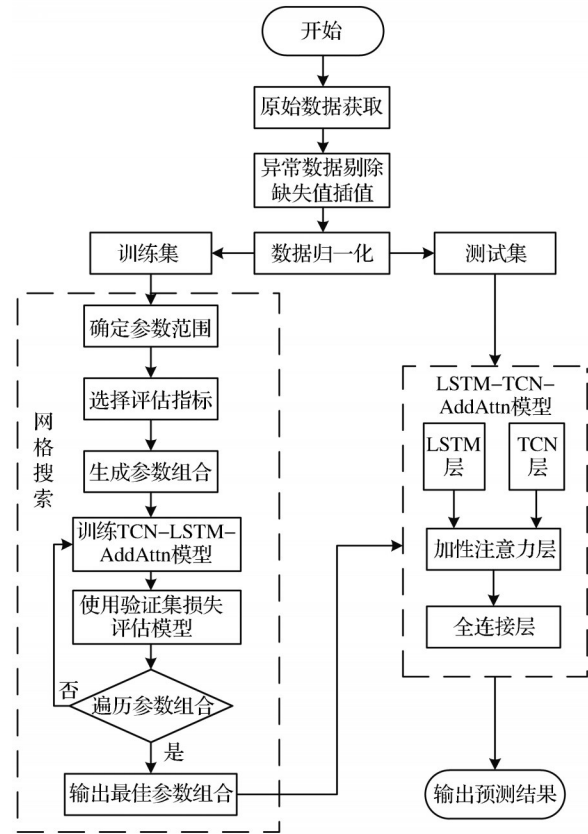 开始
原始数据获取
异常数据剔除
缺失值插值
训练集
数据归一化
测试集
网格搜索
确定参数范围
选择评估指标
生成参数组合
训练TCN–LSTM–
AddAttn模型
使用验证集损失
评估模型
否
遍历参数组合
是
输出最佳参数组合
LSTM–TCN–
AddAttn模型
LSTM
层
TCN
层
加性注意力层
全连接层
输出预测结果